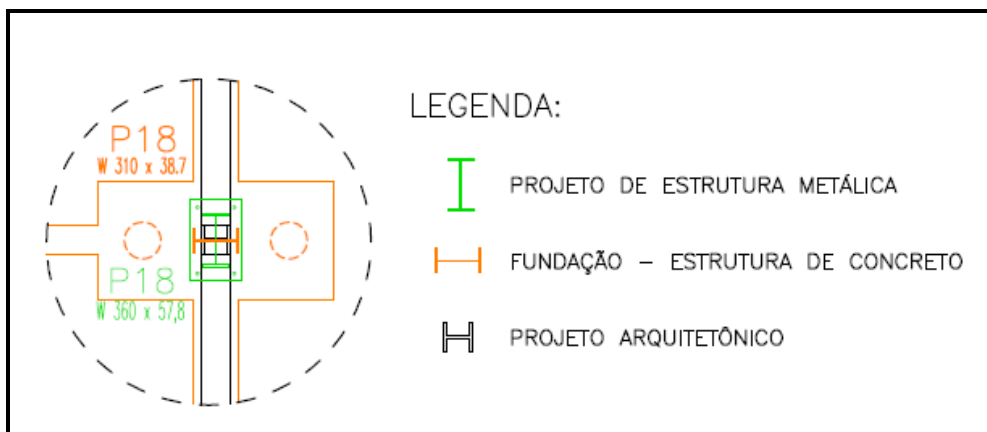 P18
W 310 x 38.7
P18
W 360 x 57,8
LEGENDA:
PROJETO DE ESTRUTURA METÁLICA
FUNDAÇÃO – ESTRUTURA DE CONCRETO
PROJETO ARQUITETÔNICO